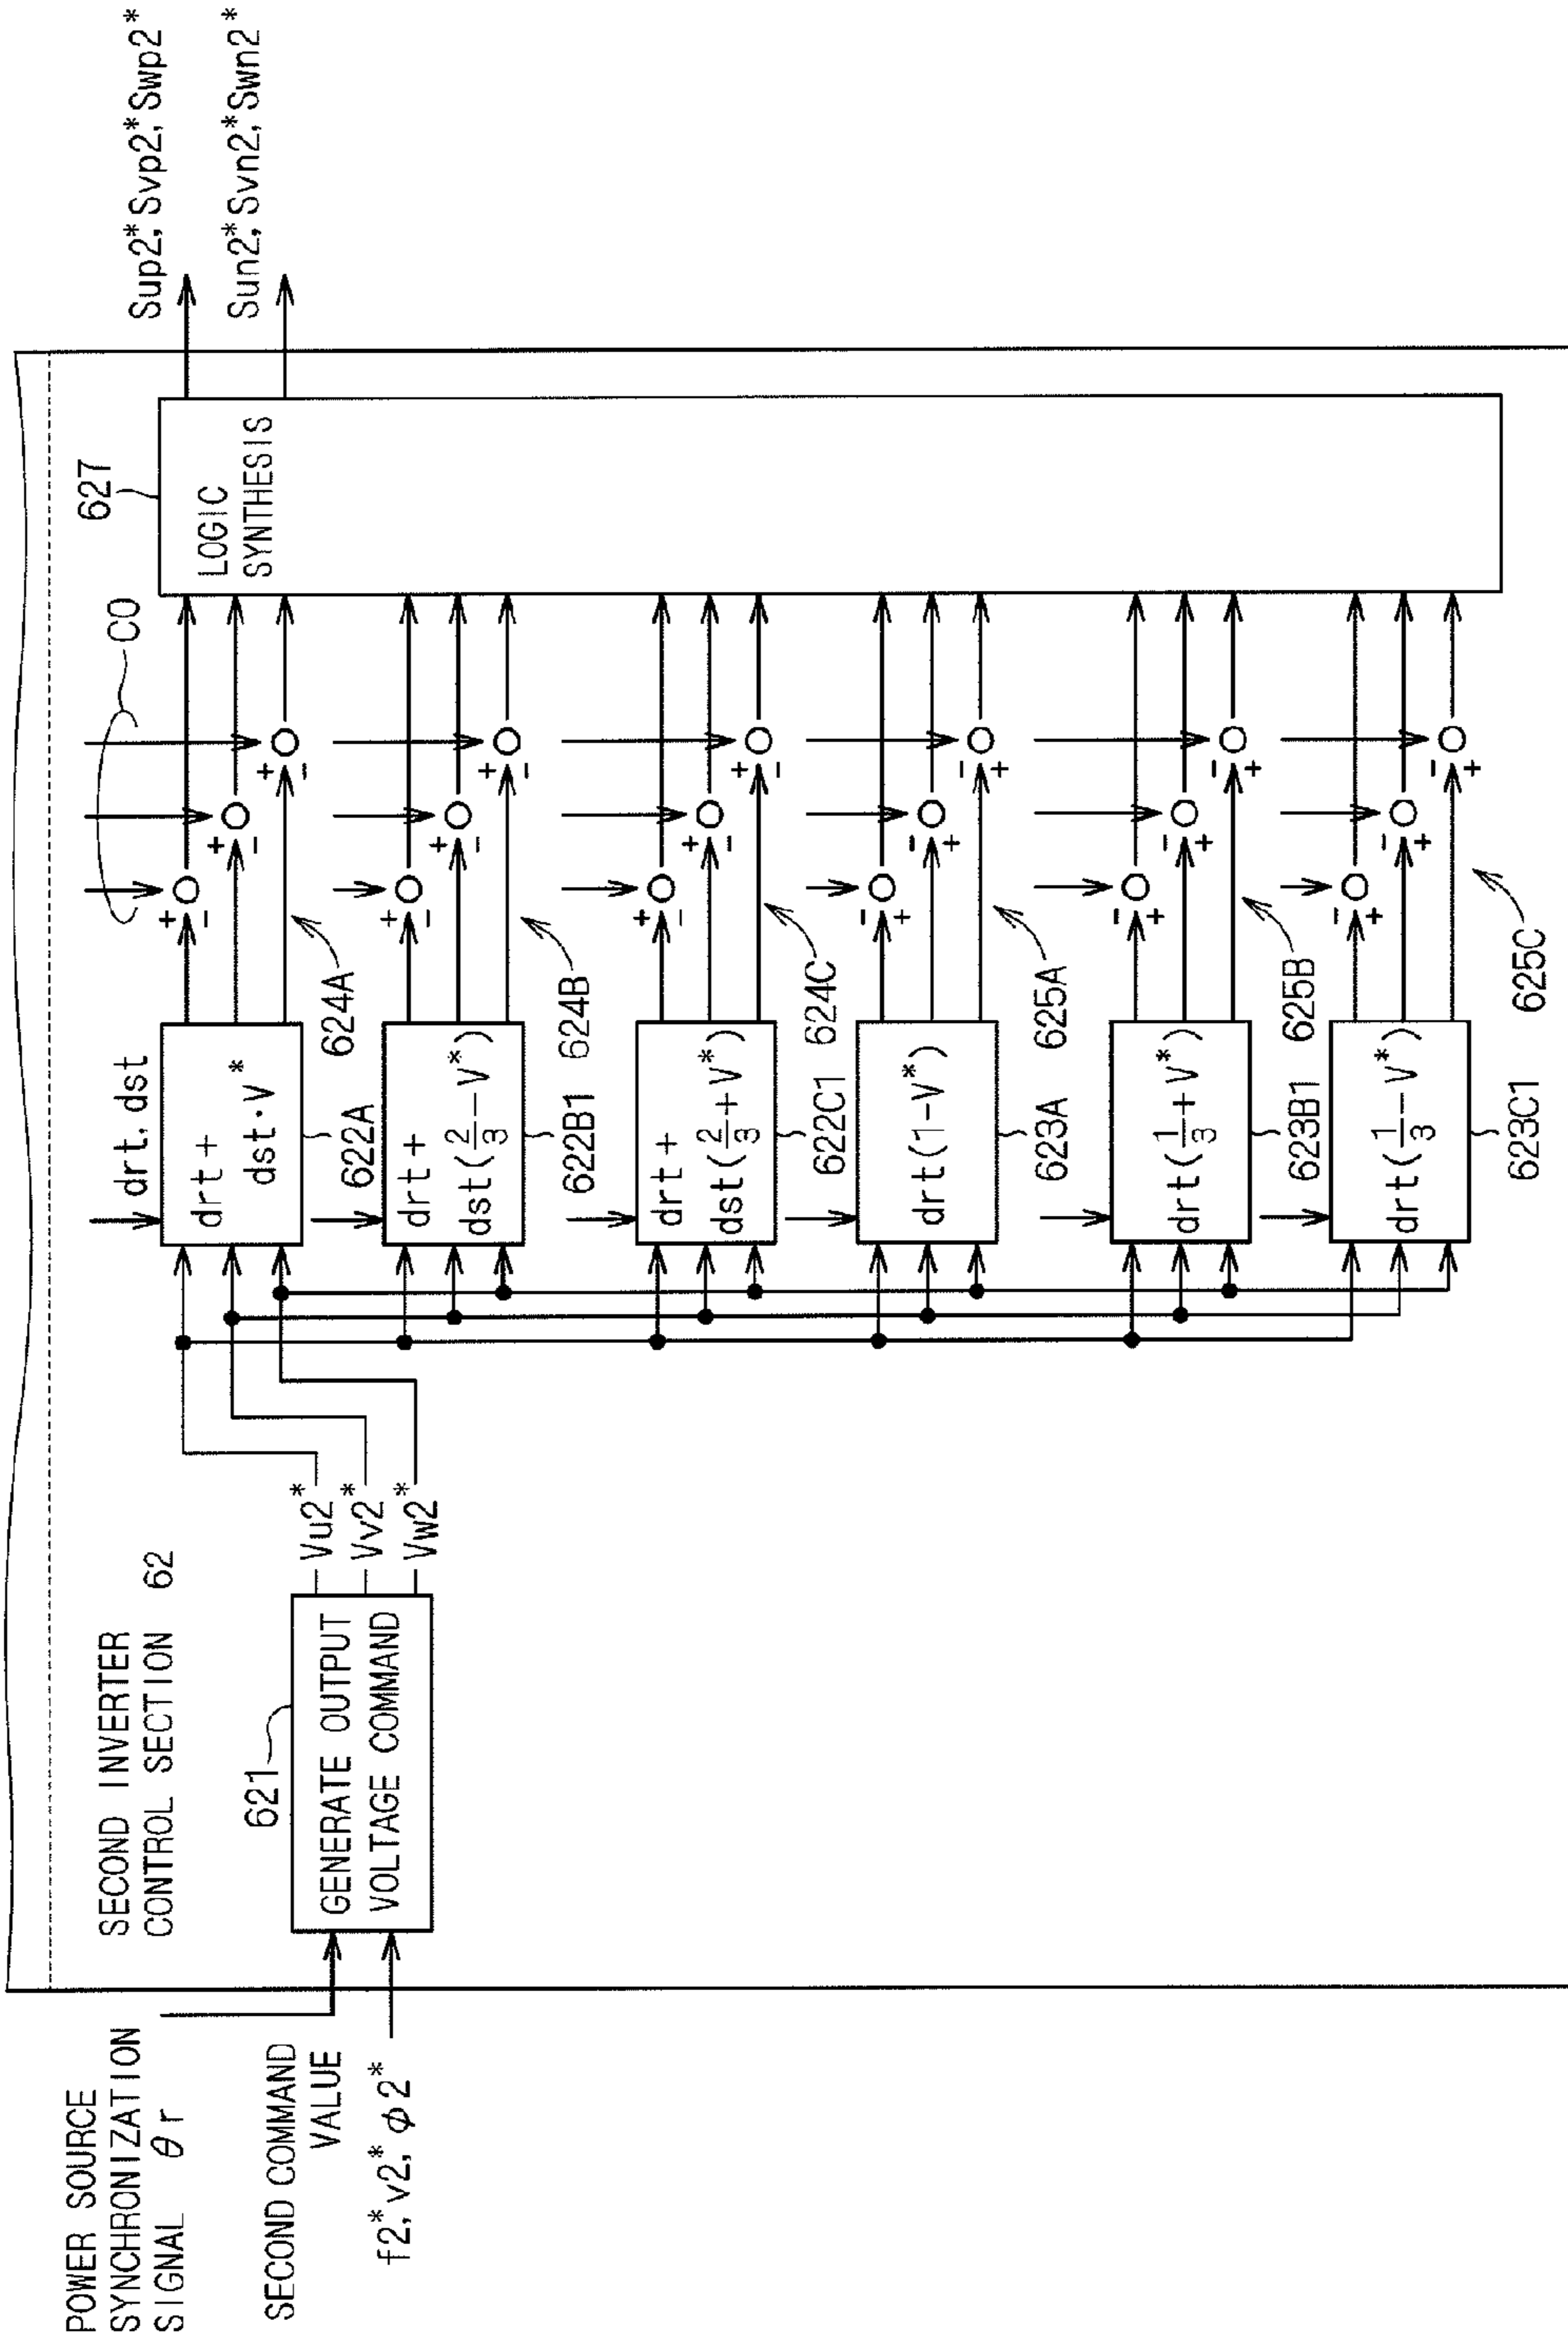 POWER SOURCE
SYNCHRONIZATION
SIGNAL θr
SECOND COMMAND
VALUE
f2*, v2*, φ2*
SECOND INVERTER
CONTROL SECTION 62
621
GENERATE OUTPUT
VOLTAGE COMMAND
Vu2*
Vv2*
Vw2*
drt, dst
drt +
dst・V*
622A
624A
drt +
dst(2/3 - V*)
622B1
624B
drt +
dst(2/3 + V*)
622C1
624C
drt(1-V*)
623A
625A
drt(1/3 + V*)
623B1
625B
drt(1/3 - V*)
623C1
625C
+ -
+ -
+ -
+ -
+ -
+ -
+ -
+ -
+ -
- +
- +
- +
- +
- +
- +
- +
- +
- +
C0
627
LOGIC
SYNTHESIS
Sup2*, Svp2*, Swp2*
Sun2*, Svn2*, Swn2*